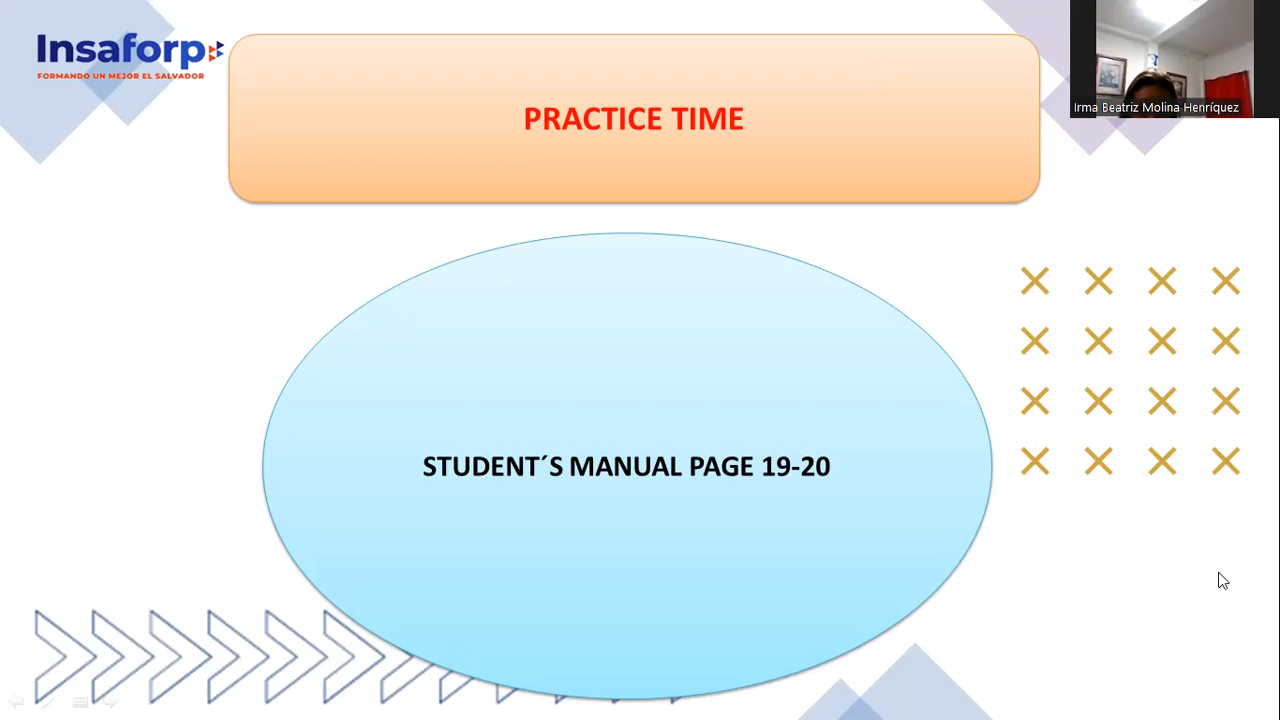 Insaforp
FORMANDO UN MEJOR EL SALVADOR
PRACTICE TIME
Irma Beatriz Molina Henríquez
STUDENT´S MANUAL PAGE 19-20